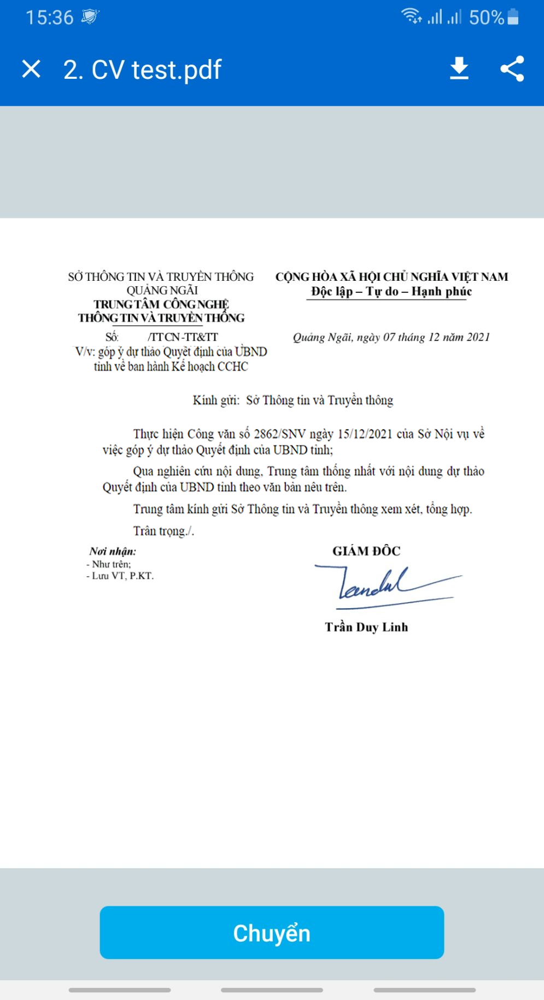 15:36
50%
2. CV test.pdf
SỞ THÔNG TIN VÀ TRUYỀN THÔNG
QUẢNG NGÃI
TRUNG TÂM CÔNG NGHỆ
THÔNG TIN VÀ TRUYỀN THÔNG
Số: /TTCN-TT&TT
V/v: góp ý dự thảo Quyết định của UBND
tỉnh về ban hành Kế hoạch CCHC
CỘNG HÒA XÃ HỘI CHỦ NGHĨA VIỆT NAM
Độc lập – Tự do – Hạnh phúc
Quảng Ngãi, ngày 07 tháng 12 năm 2021
Kính gửi: Sở Thông tin và Truyền thông
Thực hiện Công văn số 2862/SNV ngày 15/12/2021 của Sở Nội vụ về
việc góp ý dự thảo Quyết định của UBND tỉnh;
Qua nghiên cứu nội dung, Trung tâm thống nhất với nội dung dự thảo
Quyết định của UBND tỉnh theo văn bản nêu trên.
Trung tâm kính gửi Sở Thông tin và Truyền thông xem xét, tổng hợp.
Trân trọng./.
Nơi nhận:
- Như trên;
- Lưu VT, P.KT.
GIÁM ĐỐC
Trần Duy Linh
Chuyển